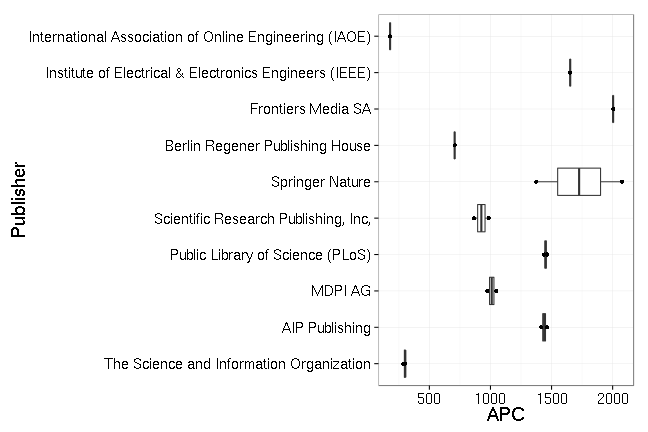 International Association of Online Engineering (IAOE)
Institute of Electrical & Electronics Engineers (IEEE)
Frontiers Media SA
Berlin Regener Publishing House
Springer Nature
Scientific Research Publishing, Inc,
Public Library of Science (PLoS)
MDPI AG
AIP Publishing
The Science and Information Organization
Publisher
500 1000 1500 2000
APC